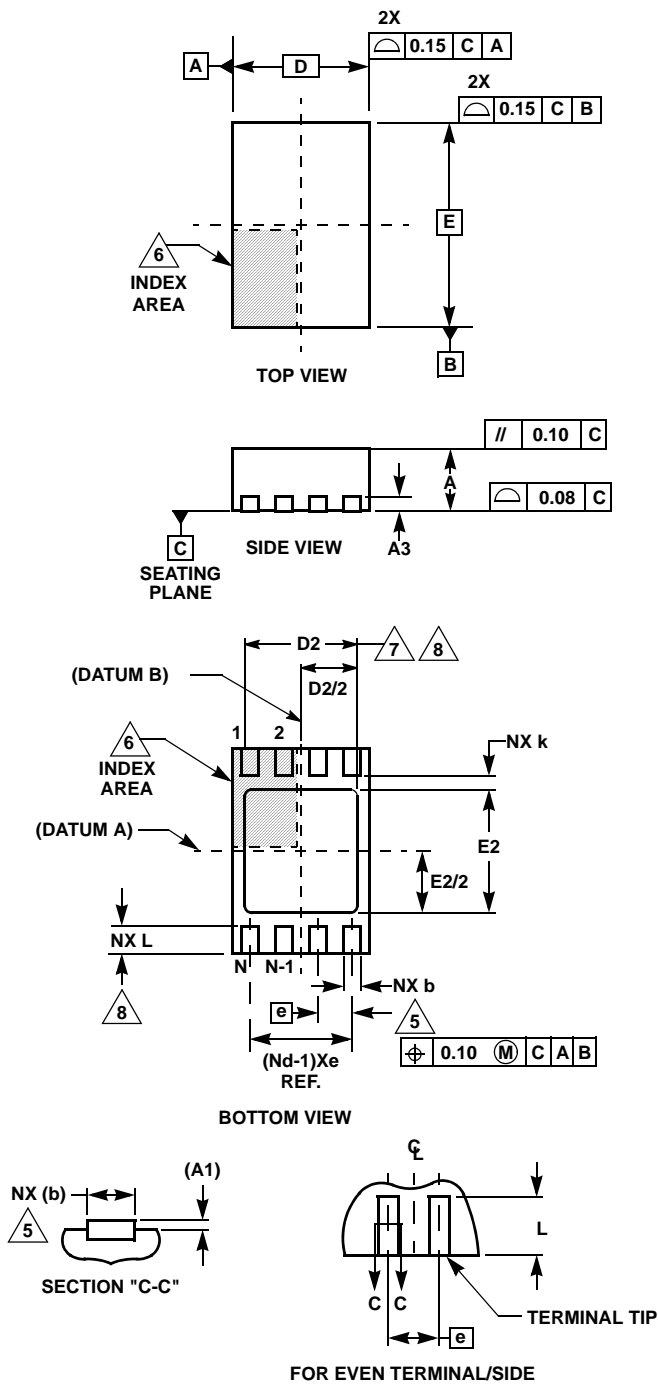 2X
⌓ 0.15 C A
A
D
2X
⌓ 0.15 C B
E
6
INDEX
AREA
B
TOP VIEW
// 0.10 C
A
⌓ 0.08 C
C
SIDE VIEW
A3
SEATING
PLANE
D2
7 8
(DATUM B)
D2/2
1 2
6
INDEX
AREA
NX k
(DATUM A)
E2
E2/2
NX L
N N-1
NX b
8
e
5
(Nd-1)Xe
REF.
⌖ 0.10 Ⓜ C A B
BOTTOM VIEW
(A1)
NX (b)
5
SECTION "C-C"
℄
L
C C
TERMINAL TIP
e
FOR EVEN TERMINAL/SIDE